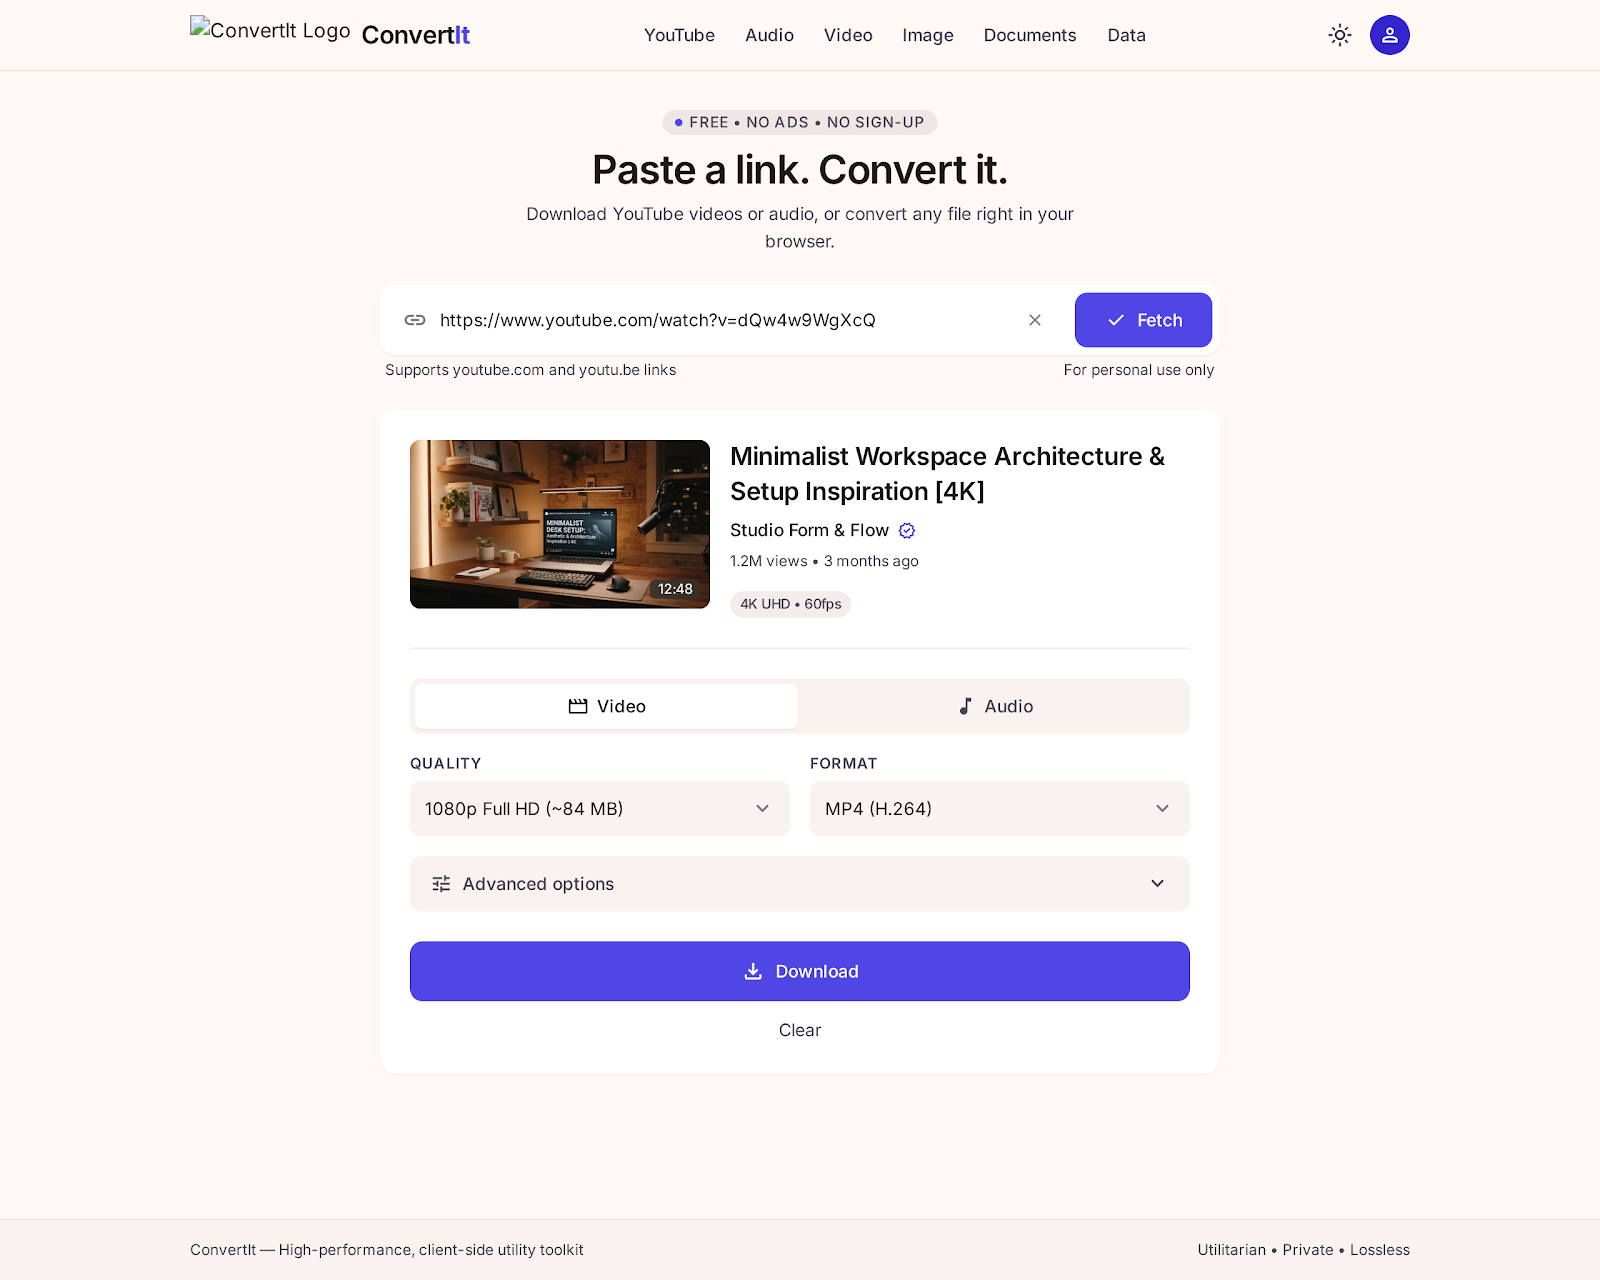 ConvertIt Logo ConvertIt YouTube Audio Video Image Documents Data
FREE • NO ADS • NO SIGN-UP
Paste a link. Convert it.
Download YouTube videos or audio, or convert any file right in your
browser.
https://www.youtube.com/watch?v=dQw4w9WgXcQ
Fetch
Supports youtube.com and youtu.be links
For personal use only
MINIMALIST
DESK SETUP:
Aesthetic & Architecture
Inspiration | 4K
12:48
Minimalist Workspace Architecture &
Setup Inspiration [4K]
Studio Form & Flow
1.2M views • 3 months ago
4K UHD • 60fps
Video
Audio
QUALITY
FORMAT
1080p Full HD (~84 MB)
MP4 (H.264)
Advanced options
Download
Clear
ConvertIt — High-performance, client-side utility toolkit
Utilitarian • Private • Lossless